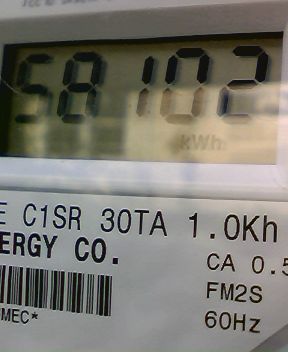 58102
kWh
E C1SR 30TA 1.0Kh
ERGY CO.
CA 0.5
FM2S
MEC*
60Hz